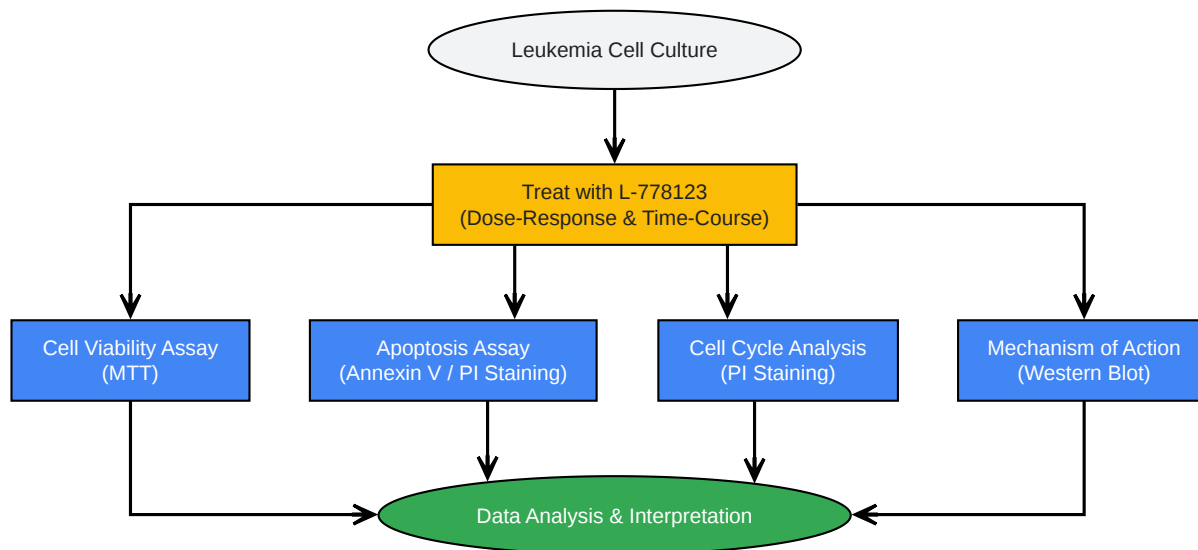 Leukemia Cell Culture
Treat with L-778123
(Dose-Response & Time-Course)
Cell Viability Assay
(MTT)
Apoptosis Assay
(Annexin V / PI Staining)
Cell Cycle Analysis
(PI Staining)
Mechanism of Action
(Western Blot)
Data Analysis & Interpretation